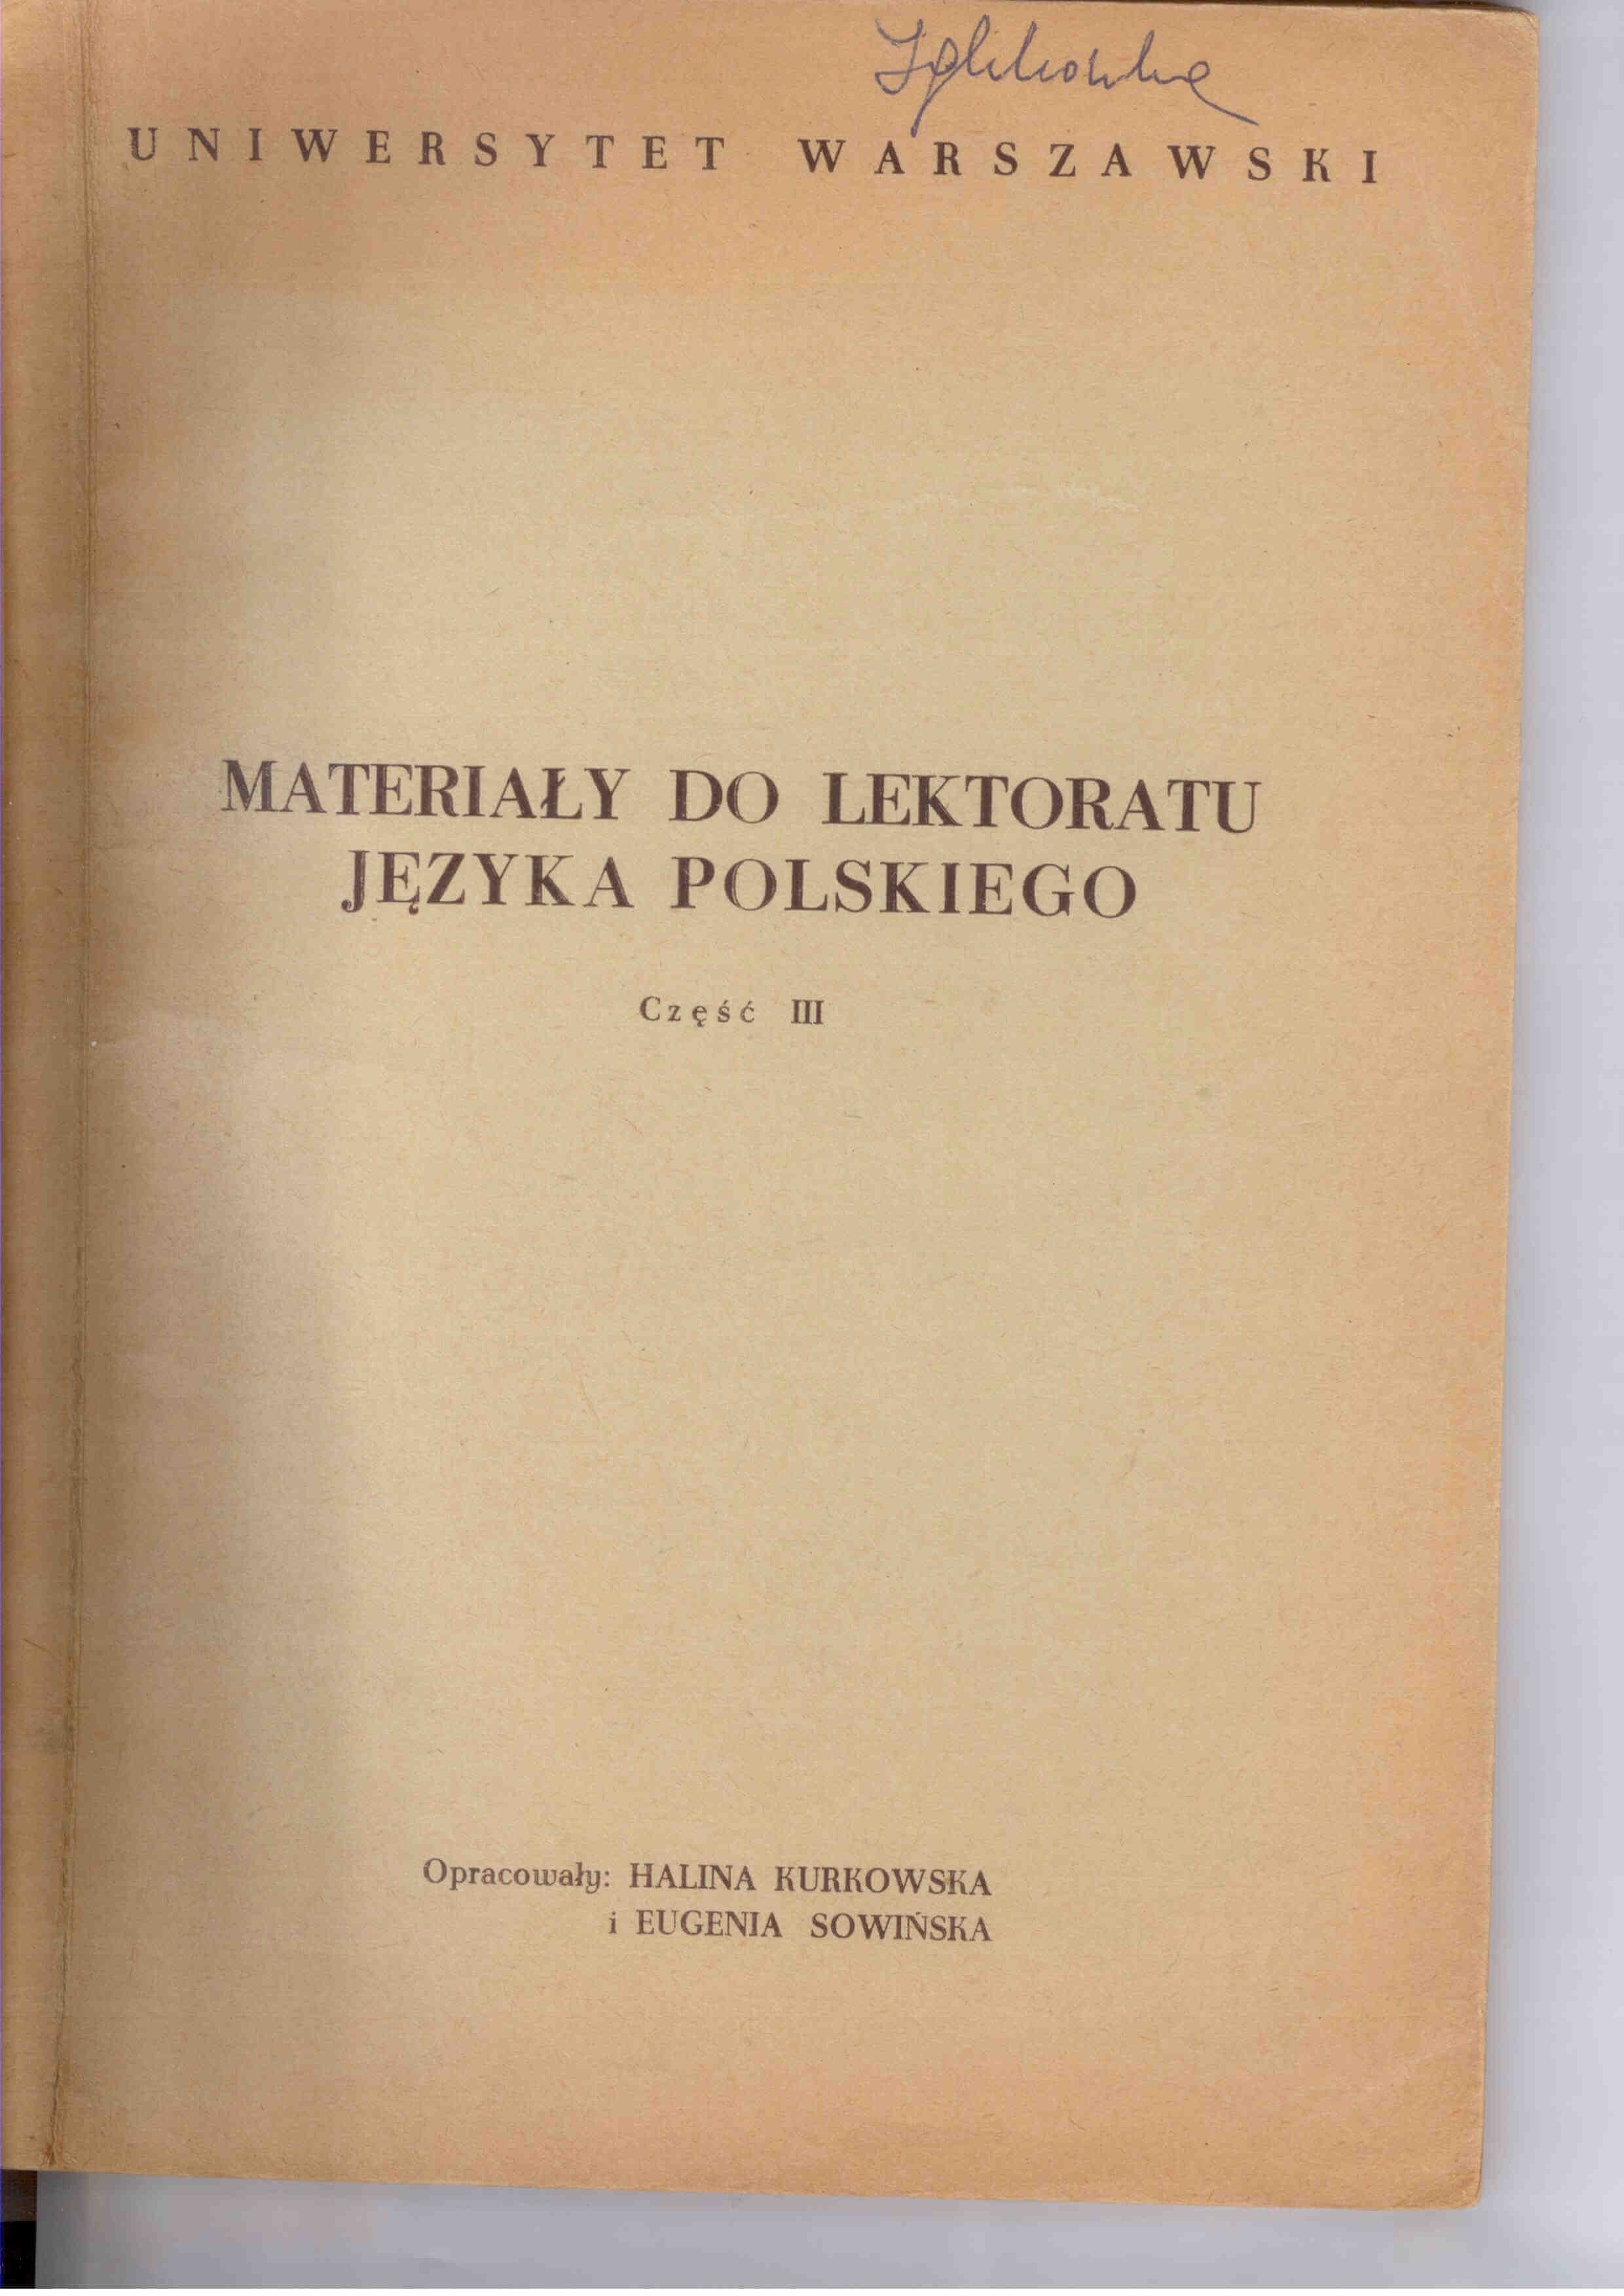 UNIWERSYTET WARSZAWSKI
MATERIAŁY DO LEKTORATU
JĘZYKA POLSKIEGO
Część III
Opracowały: HALINA KURKOWSKA
i EUGENIA SOWIŃSKA